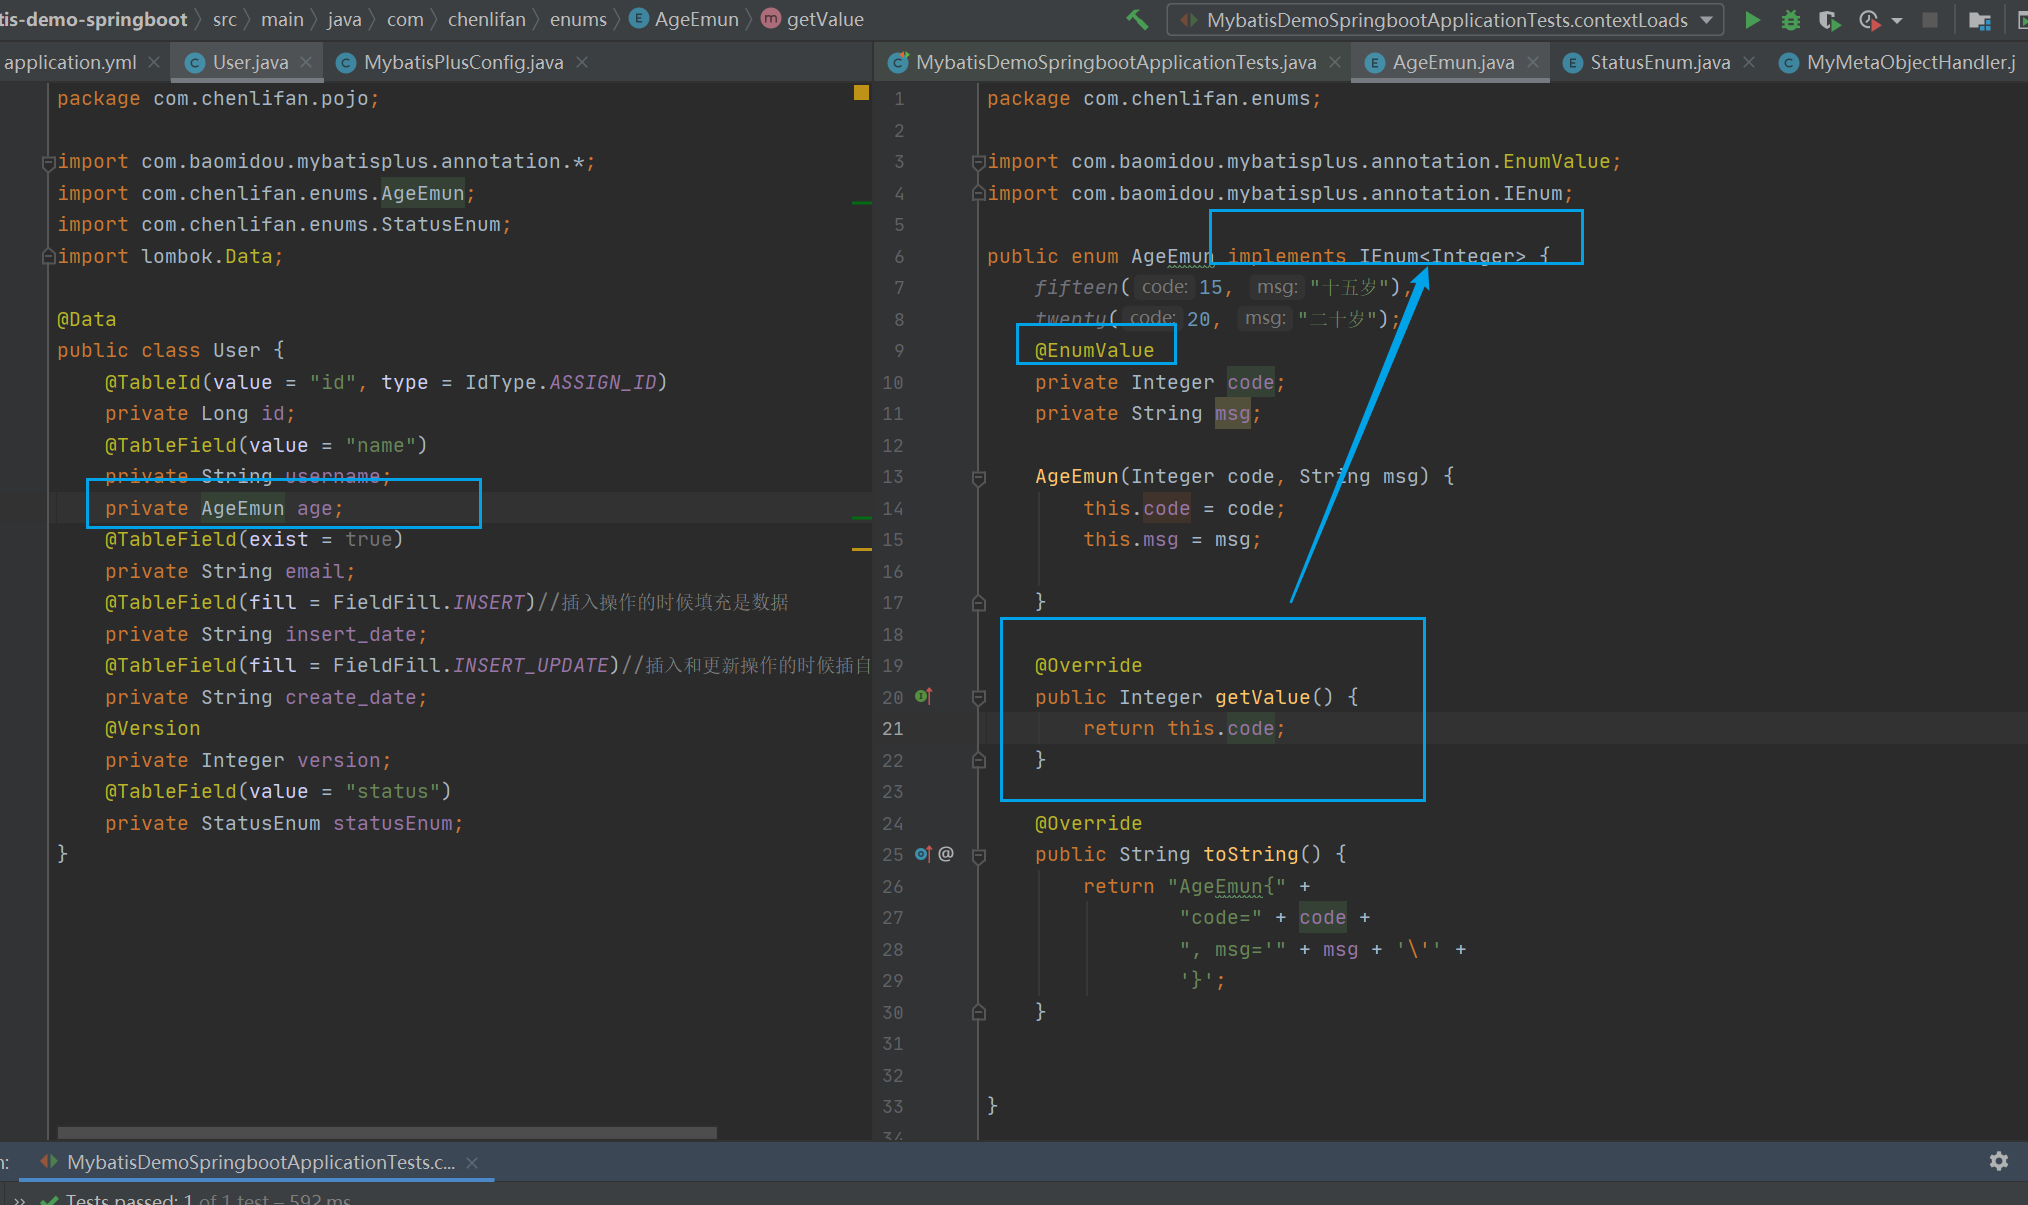 tis-demo-springboot 〉 src 〉 main 〉 java 〉 com 〉 chenlifan 〉 enums 〉 AgeEmun 〉 getValue
MybatisDemoSpringbootApplicationTests.contextLoads
application.yml × User.java × MybatisPlusConfig.java ×
package com.chenlifan.pojo;
import com.baomidou.mybatisplus.annotation.*;
import com.chenlifan.enums.AgeEmun;
import com.chenlifan.enums.StatusEnum;
import lombok.Data;
@Data
public class User {
@TableId(value = "id", type = IdType.ASSIGN_ID)
private Long id;
@TableField(value = "name")
private String username;
private AgeEmun age;
@TableField(exist = true)
private String email;
@TableField(fill = FieldFill.INSERT)//插入操作的时候填充是数据
private String insert_date;
@TableField(fill = FieldFill.INSERT_UPDATE)//插入和更新操作的时候插自
private String create_date;
@Version
private Integer version;
@TableField(value = "status")
private StatusEnum statusEnum;
}
MybatisDemoSpringbootApplicationTests.java × AgeEmun.java × StatusEnum.java × MyMetaObjectHandler.j
1 package com.chenlifan.enums;
2
3 import com.baomidou.mybatisplus.annotation.EnumValue;
4 import com.baomidou.mybatisplus.annotation.IEnum;
5
6 public enum AgeEmun implements IEnum<Integer> {
7 fifteen( code: 15, msg: "十五岁"),
8 twenty( code: 20, msg: "二十岁");
9 @EnumValue
10 private Integer code;
11 private String msg;
12
13 AgeEmun(Integer code, String msg) {
14 this.code = code;
15 this.msg = msg;
16
17 }
18
19 @Override
20 public Integer getValue() {
21 return this.code;
22 }
23
24 @Override
25 @ public String toString() {
26 return "AgeEmun{" +
27 "code=" + code +
28 ", msg='" + msg + '\'' +
29 '}';
30 }
31
32
33 }
34
n: MybatisDemoSpringbootApplicationTests.c... ×
» Tests passed: 1 of 1 test – 592 ms